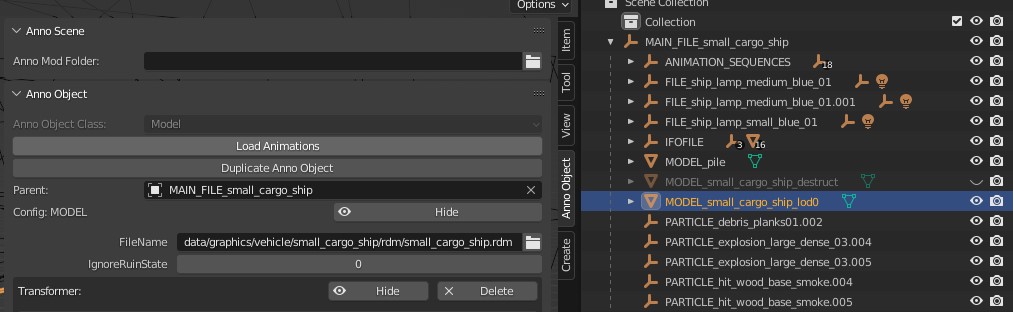 Options
Anno Scene
Anno Mod Folder:
Anno Object
Anno Object Class: Model
Load Animations
Duplicate Anno Object
Parent: MAIN_FILE_small_cargo_ship
Config: MODEL Hide
FileName data/graphics/vehicle/small_cargo_ship/rdm/small_cargo_ship.rdm
IgnoreRuinState 0
Transformer: Hide Delete
Item
Tool
View
Anno Object
Create
Scene Collection
Collection
MAIN_FILE_small_cargo_ship
ANIMATION_SEQUENCES 18
FILE_ship_lamp_medium_blue_01
FILE_ship_lamp_medium_blue_01.001
FILE_ship_lamp_small_blue_01
IFOFILE 3 16
MODEL_pile
MODEL_small_cargo_ship_destruct
MODEL_small_cargo_ship_lod0
PARTICLE_debris_planks01.002
PARTICLE_explosion_large_dense_03.004
PARTICLE_explosion_large_dense_03.005
PARTICLE_hit_wood_base_smoke.004
PARTICLE_hit_wood_base_smoke.005